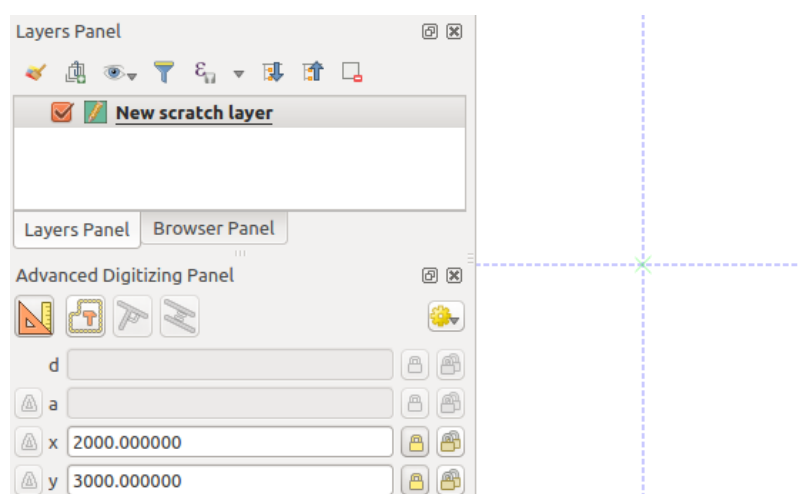 Layers Panel
New scratch layer
Layers Panel
Browser Panel
Advanced Digitizing Panel
d
a
x 2000.000000
y 3000.000000